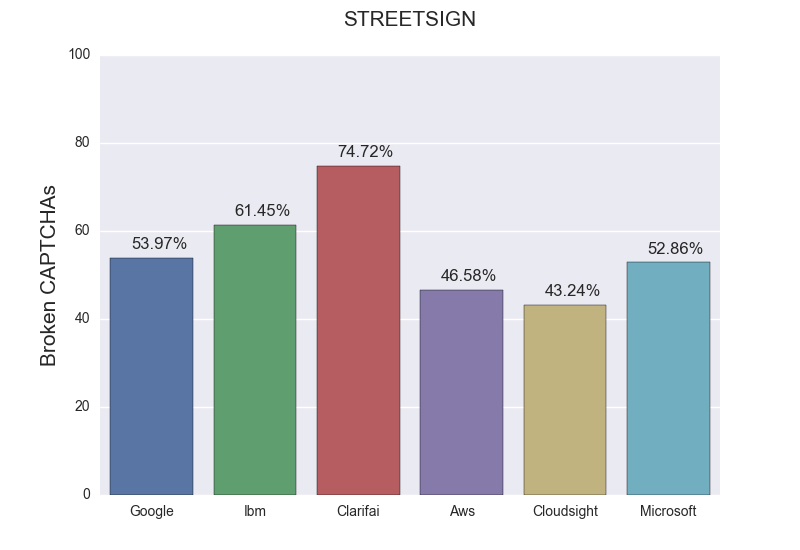 STREETSIGN
100
80
60
40
20
0
Broken CAPTCHAs
53.97%
61.45%
74.72%
46.58%
43.24%
52.86%
Google
Ibm
Clarifai
Aws
Cloudsight
Microsoft